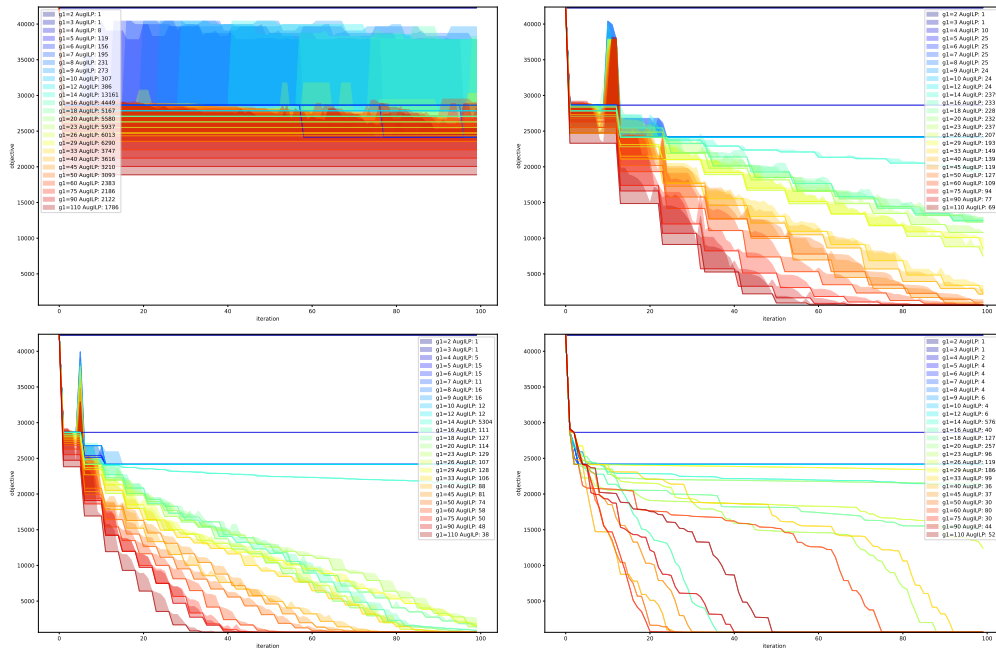 40000
35000
30000
25000
20000
15000
10000
5000
objective
0
20
40
60
80
100
iteration
g1=2 AugILP: 1
g1=3 AugILP: 1
g1=4 AugILP: 8
g1=5 AugILP: 119
g1=6 AugILP: 156
g1=7 AugILP: 195
g1=8 AugILP: 231
g1=9 AugILP: 273
g1=10 AugILP: 307
g1=12 AugILP: 386
g1=14 AugILP: 13161
g1=16 AugILP: 4449
g1=18 AugILP: 5167
g1=20 AugILP: 5580
g1=23 AugILP: 5937
g1=26 AugILP: 6013
g1=29 AugILP: 6290
g1=33 AugILP: 3747
g1=40 AugILP: 3616
g1=45 AugILP: 3210
g1=50 AugILP: 3093
g1=60 AugILP: 2383
g1=75 AugILP: 2186
g1=90 AugILP: 2122
g1=110 AugILP: 1786
40000
35000
30000
25000
20000
15000
10000
5000
objective
0
20
40
60
80
100
iteration
g1=2 AugILP: 1
g1=3 AugILP: 1
g1=4 AugILP: 10
g1=5 AugILP: 25
g1=6 AugILP: 25
g1=7 AugILP: 25
g1=8 AugILP: 25
g1=9 AugILP: 24
g1=10 AugILP: 24
g1=12 AugILP: 24
g1=14 AugILP:
g1=16 AugILP: 233
g1=18 AugILP: 228
g1=20 AugILP: 232
g1=23 AugILP: 237
g1=26 AugILP: 207
g1=29 AugILP: 193
g1=33 AugILP: 149
g1=40 AugILP: 139
g1=45 AugILP: 119
g1=50 AugILP: 127
g1=60 AugILP: 109
g1=75 AugILP: 94
g1=90 AugILP: 77
g1=110 AugILP: 69
40000
35000
30000
25000
20000
15000
10000
5000
objective
0
20
40
60
80
100
iteration
g1=2 AugILP: 1
g1=3 AugILP: 1
g1=4 AugILP: 5
g1=5 AugILP: 15
g1=6 AugILP: 15
g1=7 AugILP: 11
g1=8 AugILP: 16
g1=9 AugILP: 16
g1=10 AugILP: 12
g1=12 AugILP: 12
g1=14 AugILP: 5304
g1=16 AugILP: 111
g1=18 AugILP: 127
g1=20 AugILP: 114
g1=23 AugILP: 129
g1=26 AugILP: 107
g1=29 AugILP: 128
g1=33 AugILP: 106
g1=40 AugILP: 88
g1=45 AugILP: 81
g1=50 AugILP: 74
g1=60 AugILP: 58
g1=75 AugILP: 50
g1=90 AugILP: 48
g1=110 AugILP: 38
40000
35000
30000
25000
20000
15000
10000
5000
objective
0
20
40
60
80
100
iteration
g1=2 AugILP: 1
g1=3 AugILP: 1
g1=4 AugILP: 2
g1=5 AugILP: 4
g1=6 AugILP: 4
g1=7 AugILP: 4
g1=8 AugILP: 4
g1=9 AugILP: 6
g1=10 AugILP: 4
g1=12 AugILP: 6
g1=14 AugILP:
g1=16 AugILP: 40
g1=18 AugILP: 127
g1=20 AugILP: 257
g1=23 AugILP: 96
g1=26 AugILP: 119
g1=29 AugILP: 186
g1=33 AugILP: 99
g1=40 AugILP: 36
g1=45 AugILP: 37
g1=50 AugILP: 30
g1=60 AugILP: 80
g1=75 AugILP: 30
g1=90 AugILP: 44
g1=110 AugILP: 52